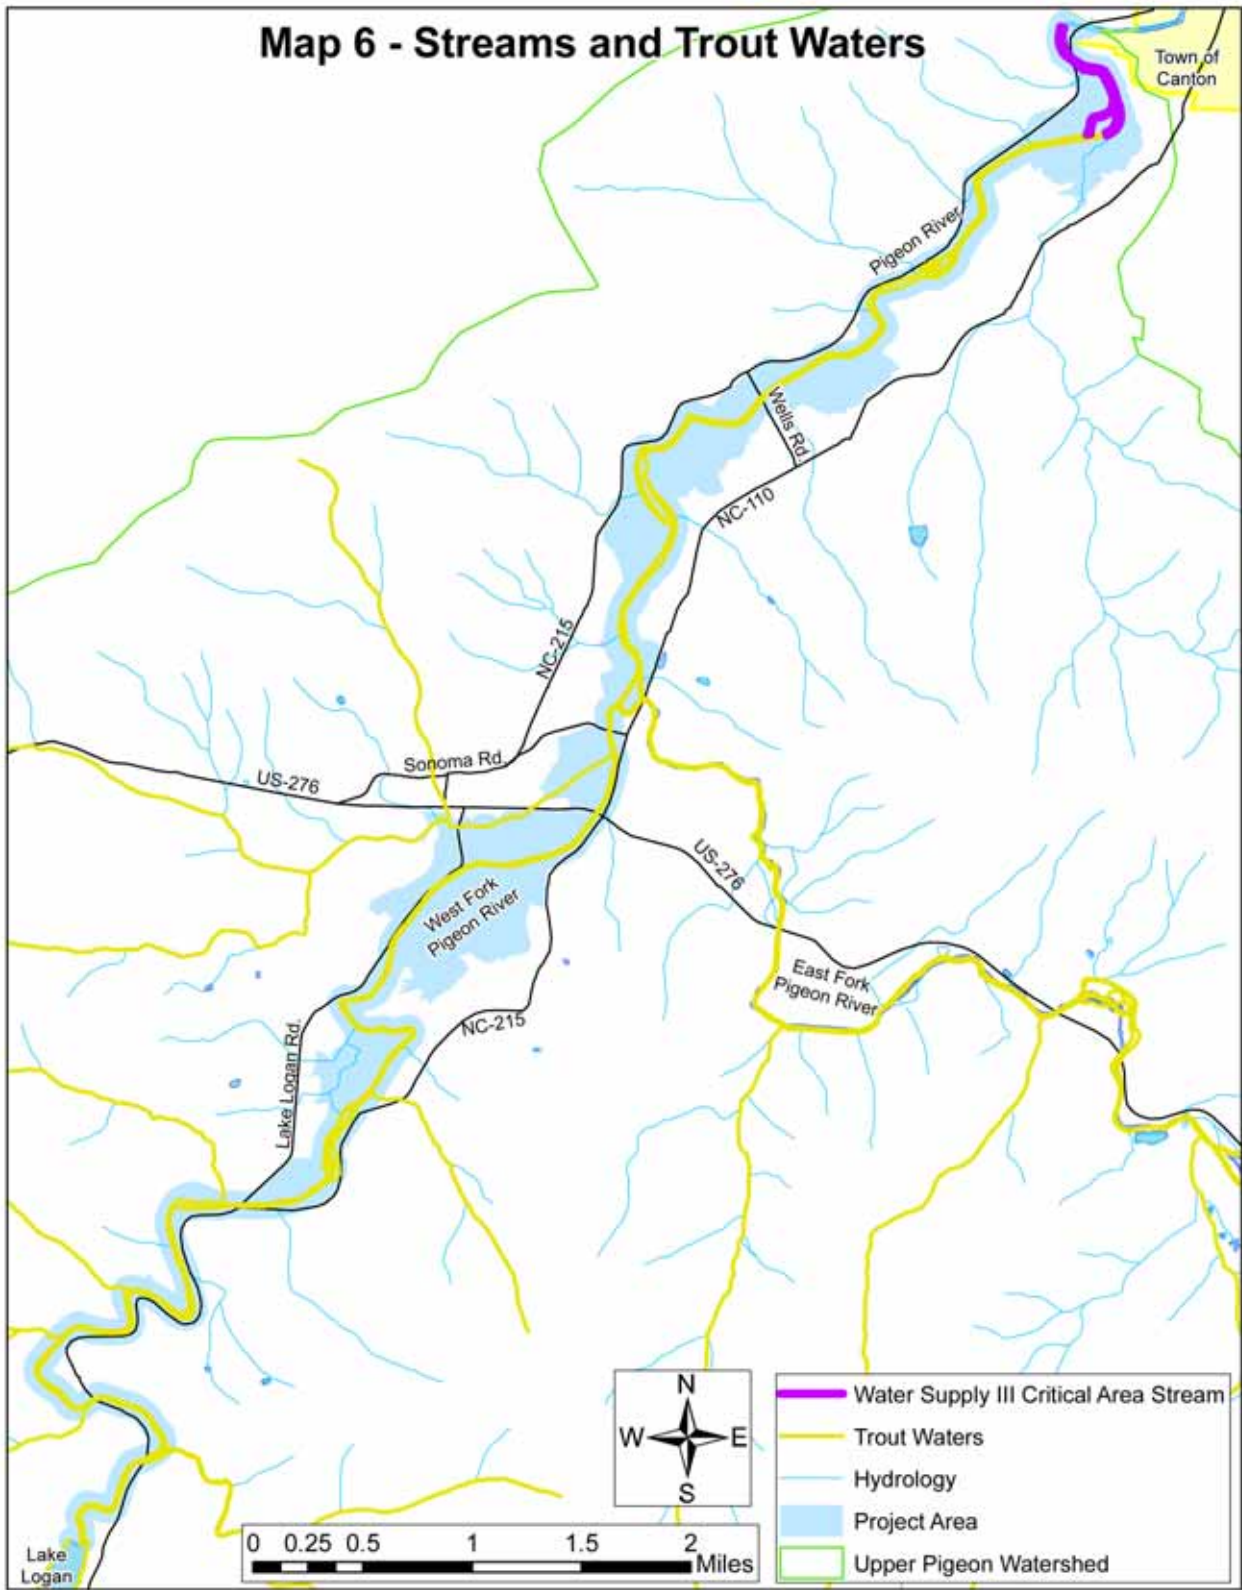 Map 6 - Streams and Trout Waters
Town of
Canton
Pigeon River
Wells Rd.
NC-110
NC-215
Sonoma Rd.
US-276
US-276
West Fork
Pigeon River
East Fork
Pigeon River
NC-215
Lake Logan Rd.
Lake
Logan
N
W
E
S
0 0.25 0.5 1 1.5 2
Miles
Water Supply III Critical Area Stream
Trout Waters
Hydrology
Project Area
Upper Pigeon Watershed